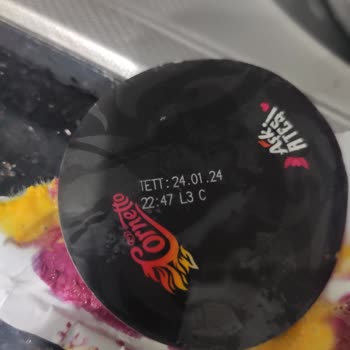 AŞK
ATEŞİ
TETT: 24.01.24
22:47 L3 C
Cornetto